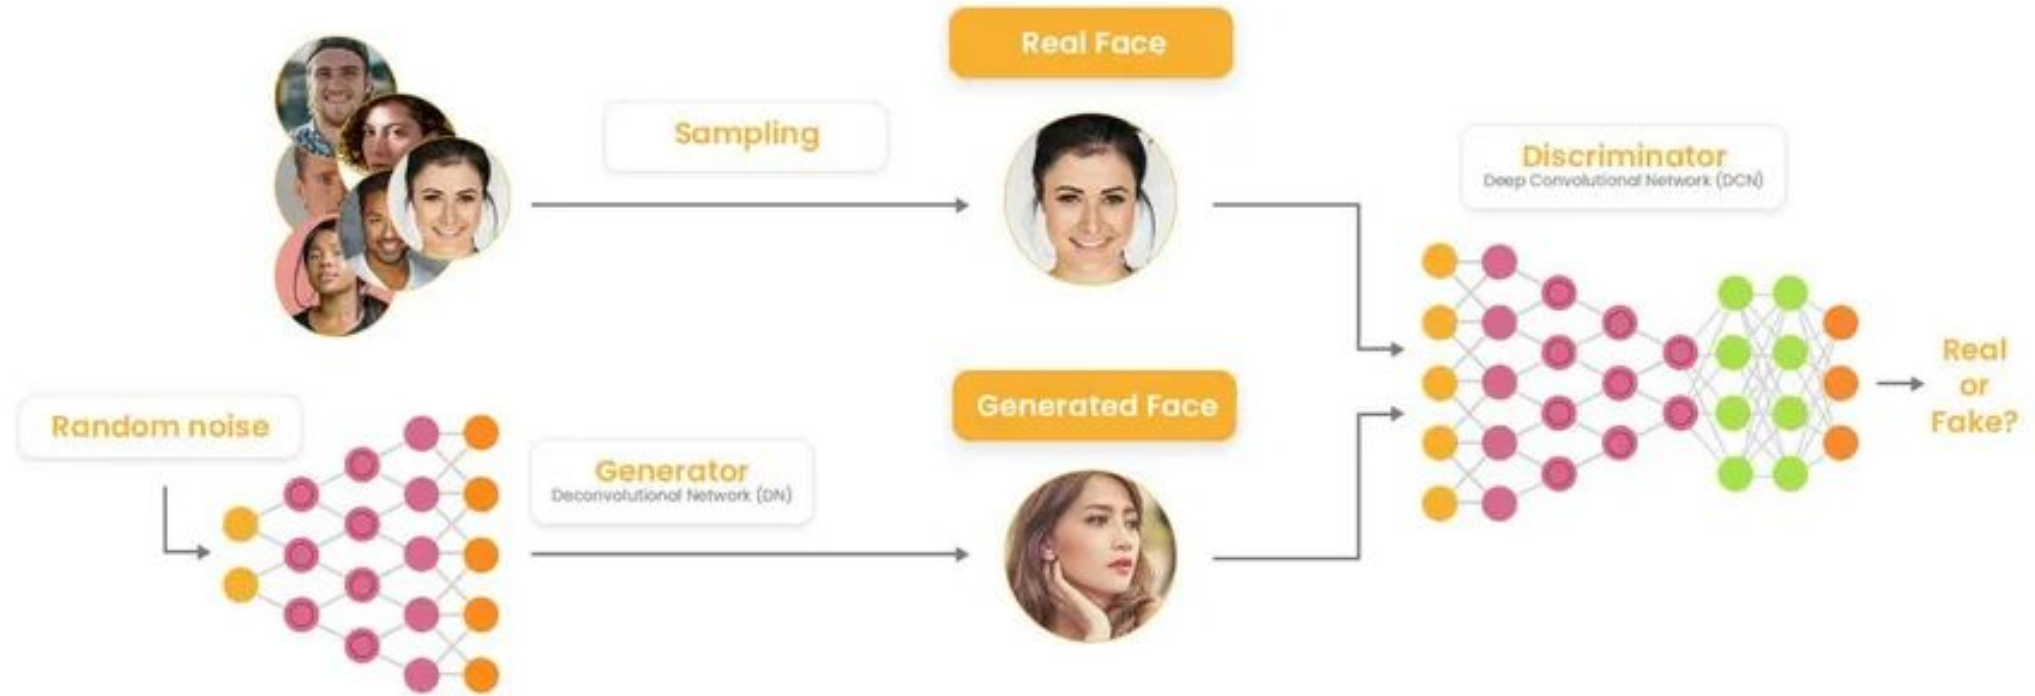 Real Face
Sampling
Discriminator
Deep Convolutional Network (DCN)
Real
or
Fake?
Random noise
Generated Face
Generator
Deconvolutional Network (DN)